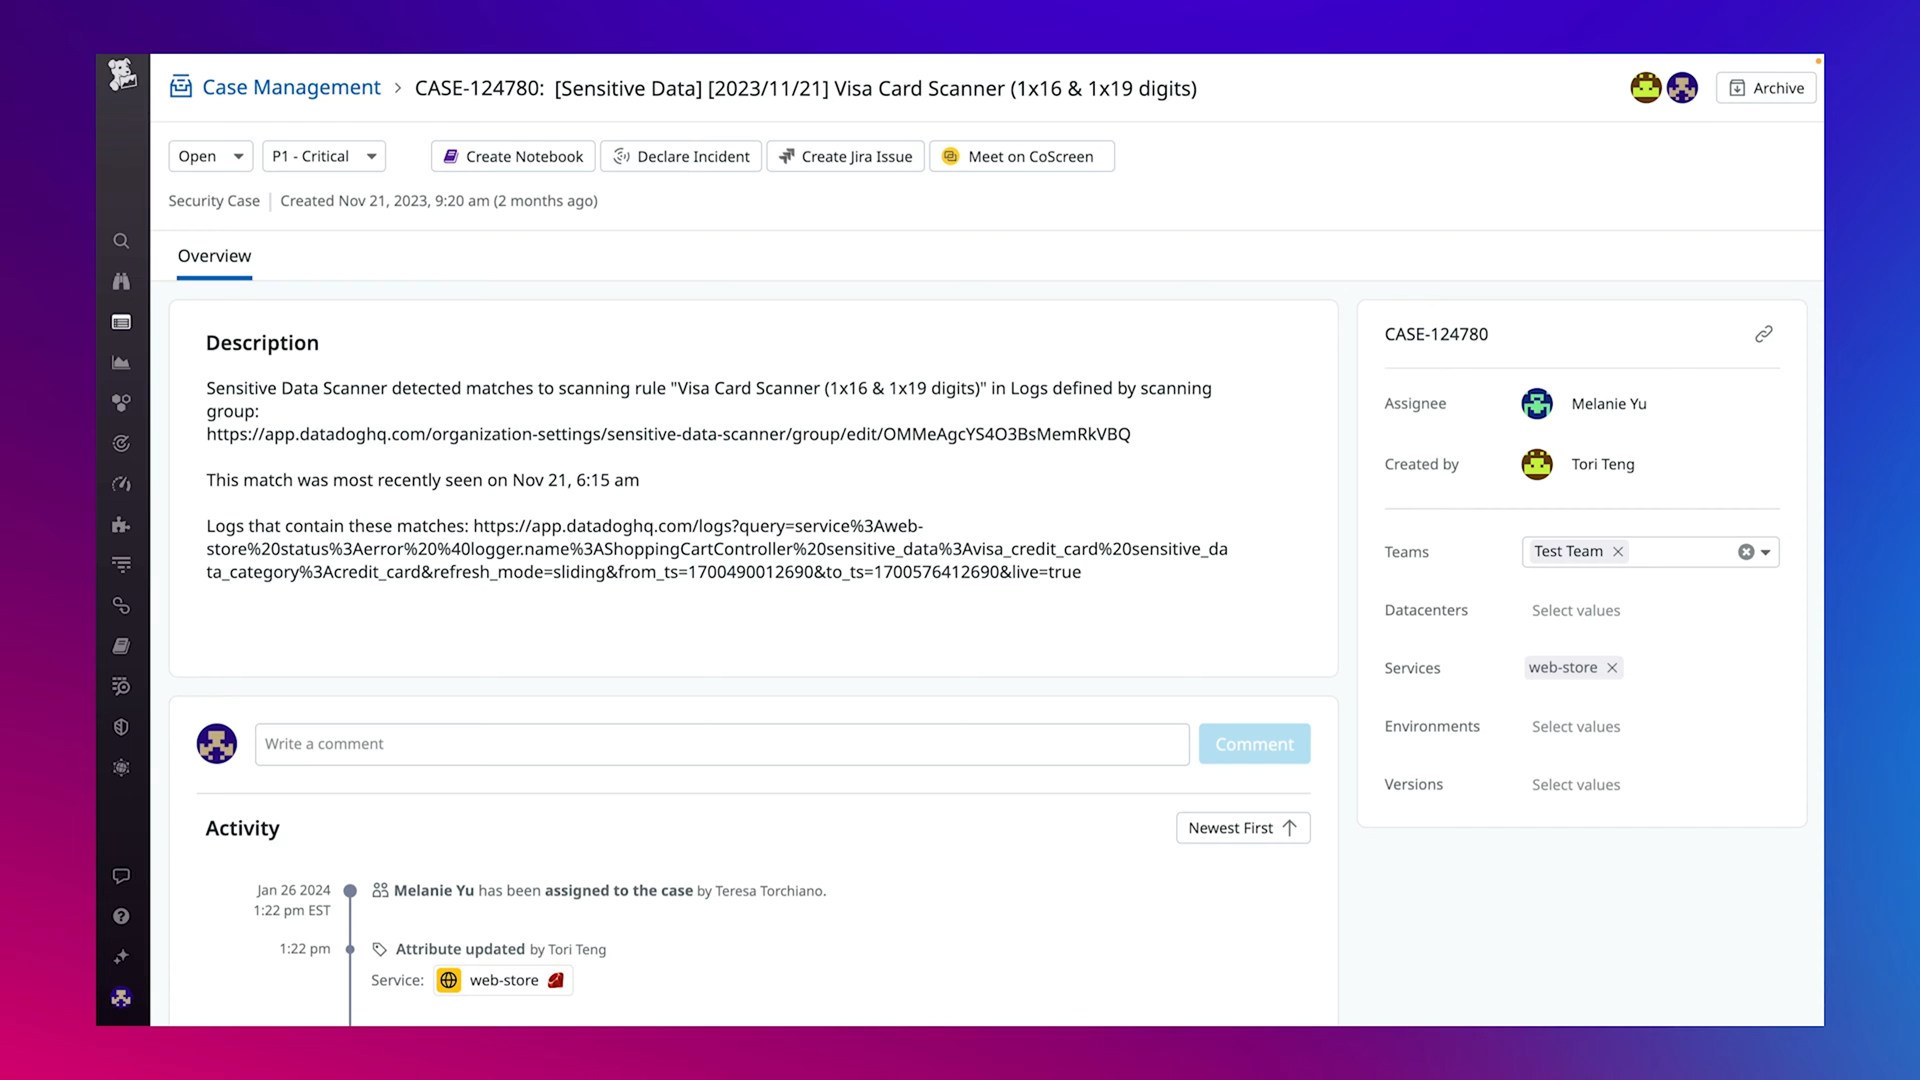 Case Management > CASE-124780: [Sensitive Data] [2023/11/21] Visa Card Scanner (1x16 & 1x19 digits)
Archive
Open
P1 - Critical
Create Notebook
Declare Incident
Create Jira Issue
Meet on CoScreen
Security Case | Created Nov 21, 2023, 9:20 am (2 months ago)
Overview
Description
Sensitive Data Scanner detected matches to scanning rule "Visa Card Scanner (1x16 & 1x19 digits)" in Logs defined by scanning
group:
https://app.datadoghq.com/organization-settings/sensitive-data-scanner/group/edit/OMMeAgcYS4O3BsMemRkVBQ
This match was most recently seen on Nov 21, 6:15 am
Logs that contain these matches: https://app.datadoghq.com/logs?query=service%3Aweb-
store%20status%3Aerror%20%40logger.name%3AShoppingCartController%20sensitive_data%3Avisa_credit_card%20sensitive_da
ta_category%3Acredit_card&refresh_mode=sliding&from_ts=1700490012690&to_ts=1700576412690&live=true
Write a comment
Comment
Activity
Newest First
Jan 26 2024
1:22 pm EST
Melanie Yu has been assigned to the case by Teresa Torchiano.
1:22 pm
Attribute updated by Tori Teng
Service: web-store
CASE-124780
Assignee
Melanie Yu
Created by
Tori Teng
Teams
Test Team
Datacenters
Select values
Services
web-store
Environments
Select values
Versions
Select values